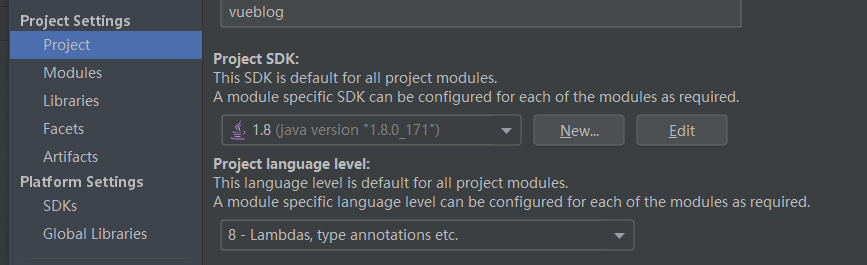 vueblog
Project Settings
Project
Modules
Libraries
Facets
Artifacts
Platform Settings
SDKs
Global Libraries
Project SDK:
This SDK is default for all project modules.
A module specific SDK can be configured for each of the modules as required.
1.8 (java version "1.8.0_171")
New...
Edit
Project language level:
This language level is default for all project modules.
A module specific language level can be configured for each of the modules as required.
8 - Lambdas, type annotations etc.